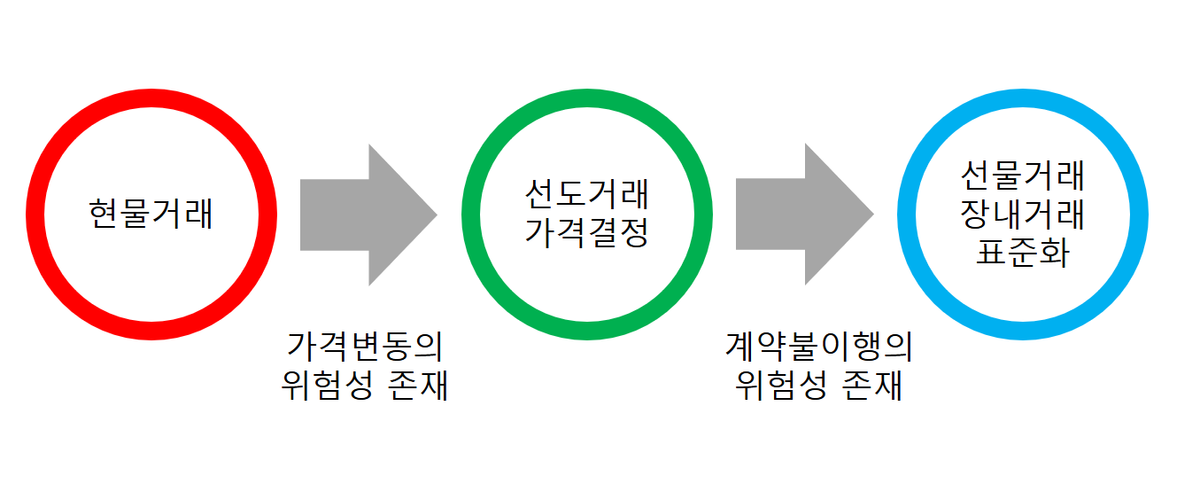 현물거래
가격변동의
위험성 존재
선도거래
가격결정
계약불이행의
위험성 존재
선물거래
장내거래
표준화